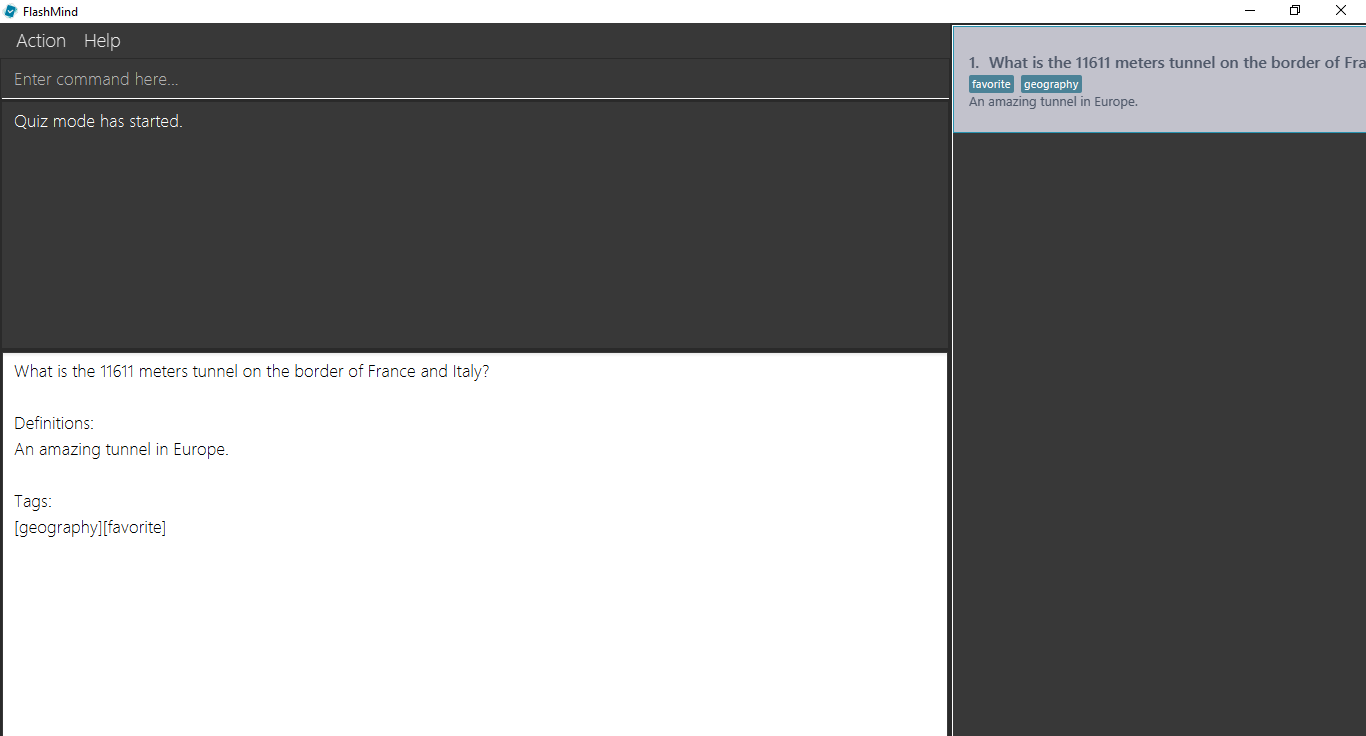 FlashMind
Action Help
Enter command here...
Quiz mode has started.
What is the 11611 meters tunnel on the border of France and Italy?
Definitions:
An amazing tunnel in Europe.
Tags:
[geography][favorite]
1. What is the 11611 meters tunnel on the border of Fra
favorite geography
An amazing tunnel in Europe.